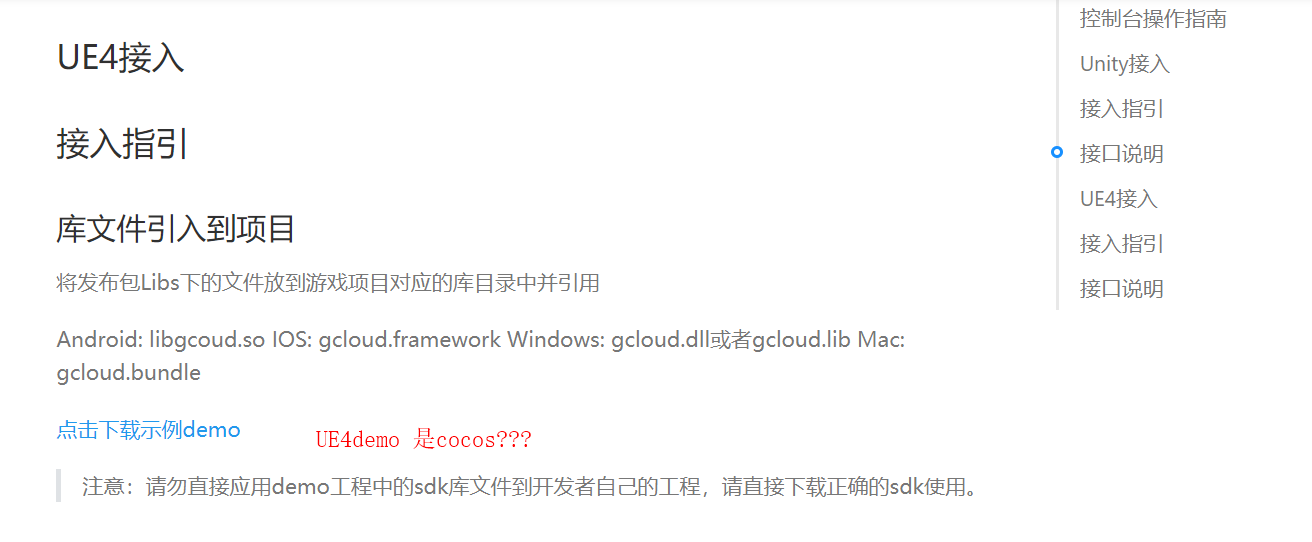 UE4接入
接入指引
库文件引入到项目
将发布包Libs下的文件放到游戏项目对应的库目录中并引用
Android: libgcoud.so IOS: gcloud.framework Windows: gcloud.dll或者gcloud.lib Mac:
gcloud.bundle
点击下载示例demo
UE4demo 是cocos???
注意：请勿直接应用demo工程中的sdk库文件到开发者自己的工程，请直接下载正确的sdk使用。
控制台操作指南
Unity接入
接入指引
接口说明
UE4接入
接入指引
接口说明